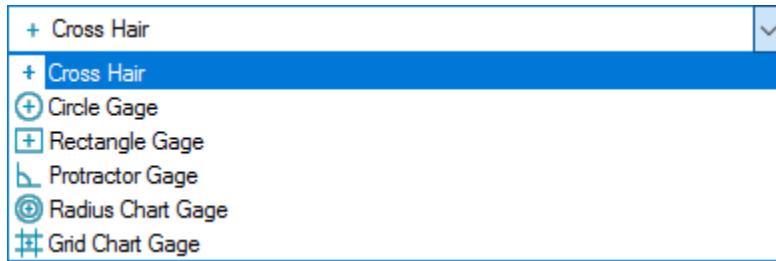 Cross Hair
Cross Hair
Circle Gage
Rectangle Gage
Protractor Gage
Radius Chart Gage
Grid Chart Gage